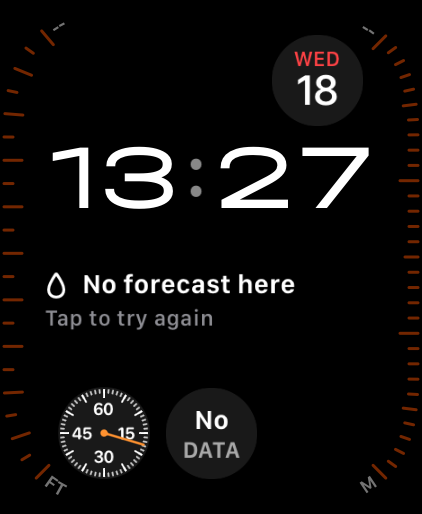 --
--
WED
18
13:27
No forecast here
Tap to try again
60
45
15
30
No
DATA
FT
M